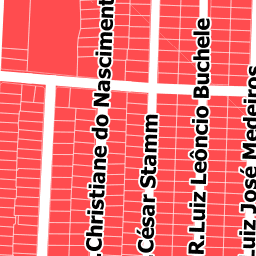 .Christiane do Nasciment
.César Stamm
R.Luiz Leôncio Buchele
Luiz José Medeiros